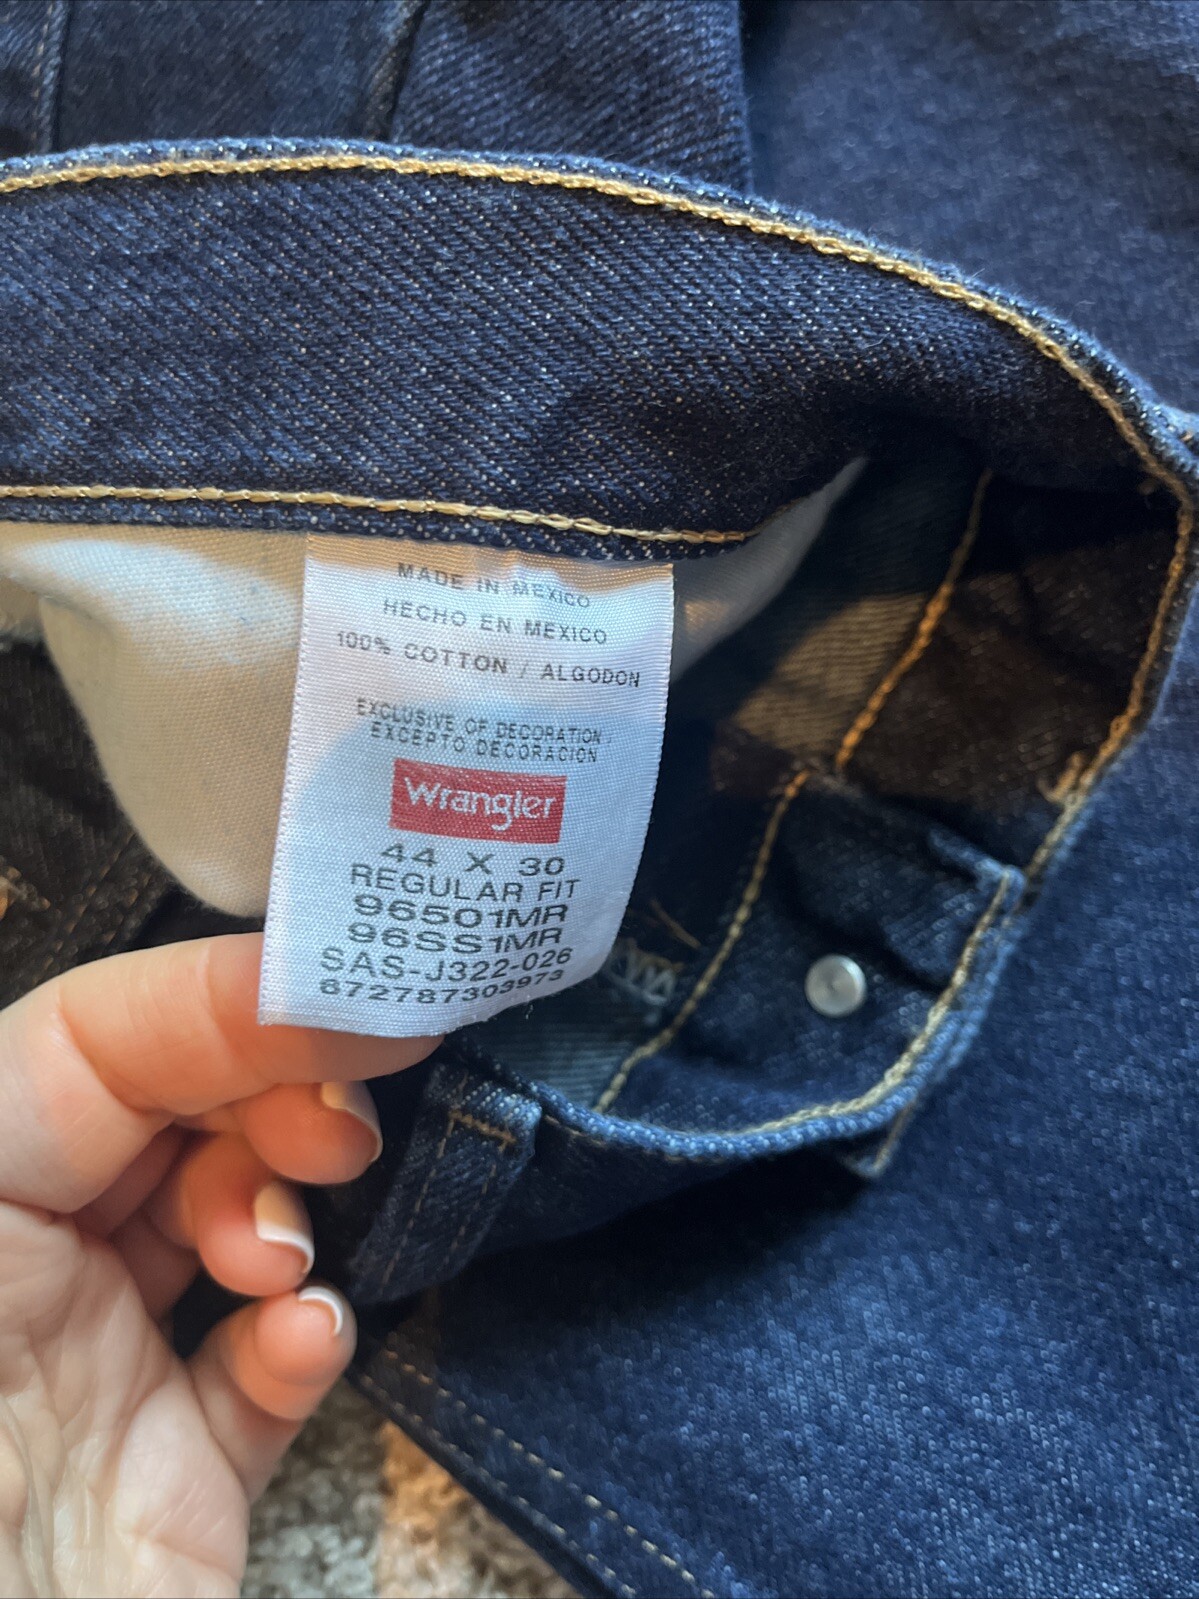 MADE IN MEXICO
HECHO EN MEXICO
100% COTTON / ALGODON
EXCLUSIVE OF DECORATION
EXCEPTO DECORACION
Wrangler
44 X 30
REGULAR FIT
96501MR
96SS1MR
SAS-J322-026
672787303973